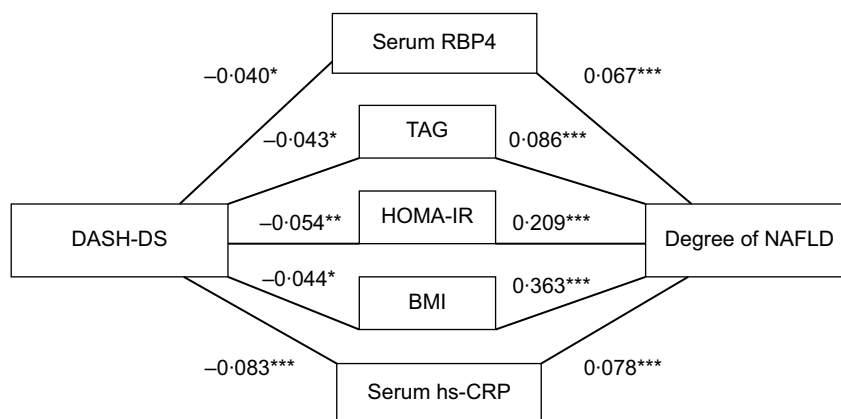 Serum RBP4
–0·040*
0·067***
TAG
–0·043*
0·086***
DASH-DS
–0·054**
HOMA-IR
0·209***
Degree of NAFLD
–0·044*
BMI
0·363***
–0·083***
Serum hs-CRP
0·078***